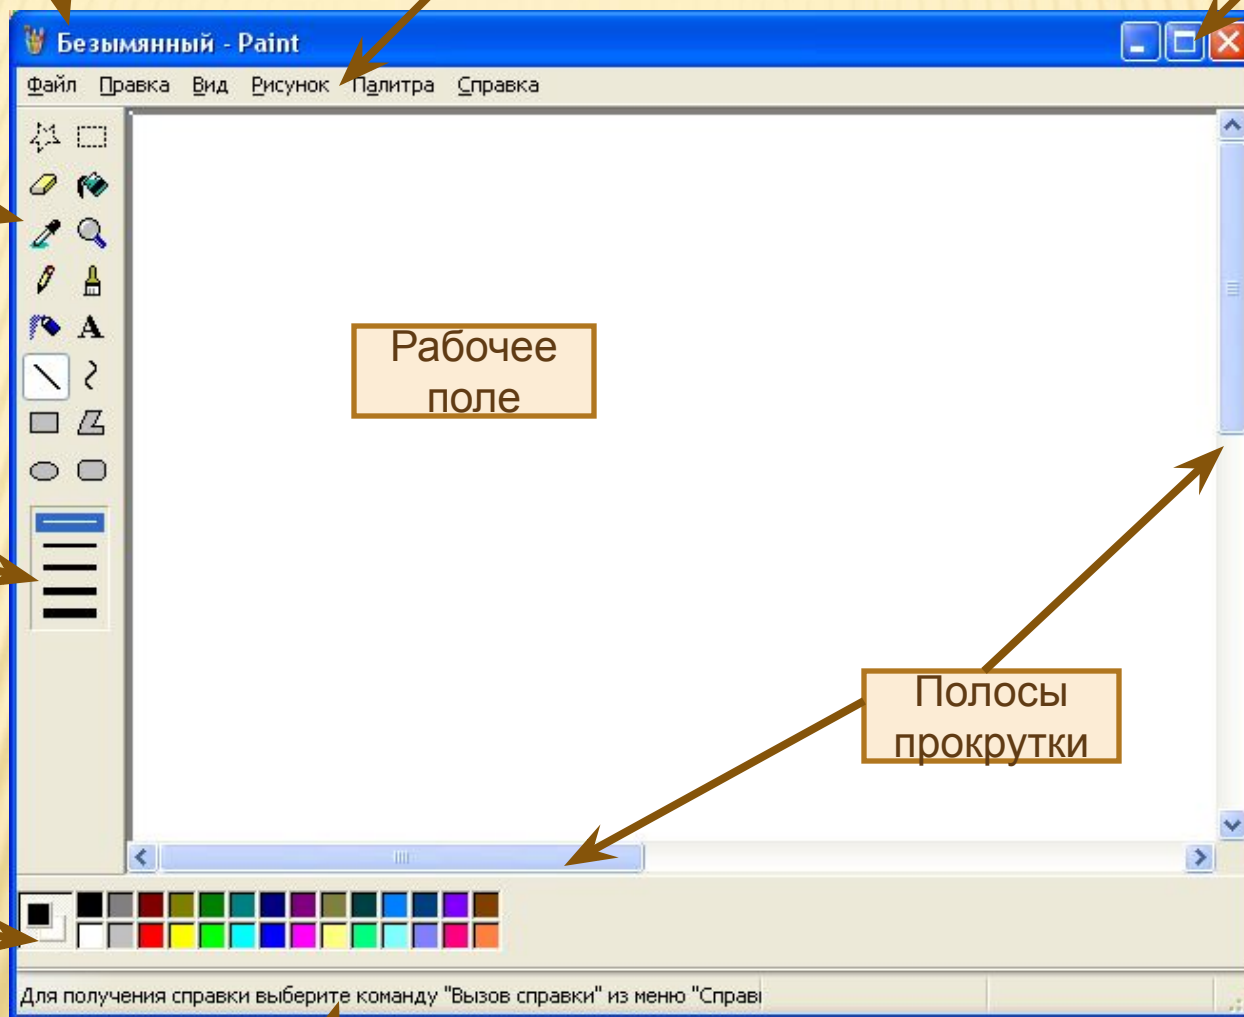 Безымянный - Paint
Файл Правка Вид Рисунок Палитра Справка
A
Рабочее
поле
Полосы
прокрутки
Для получения справки выберите команду "Вызов справки" из меню "Справ